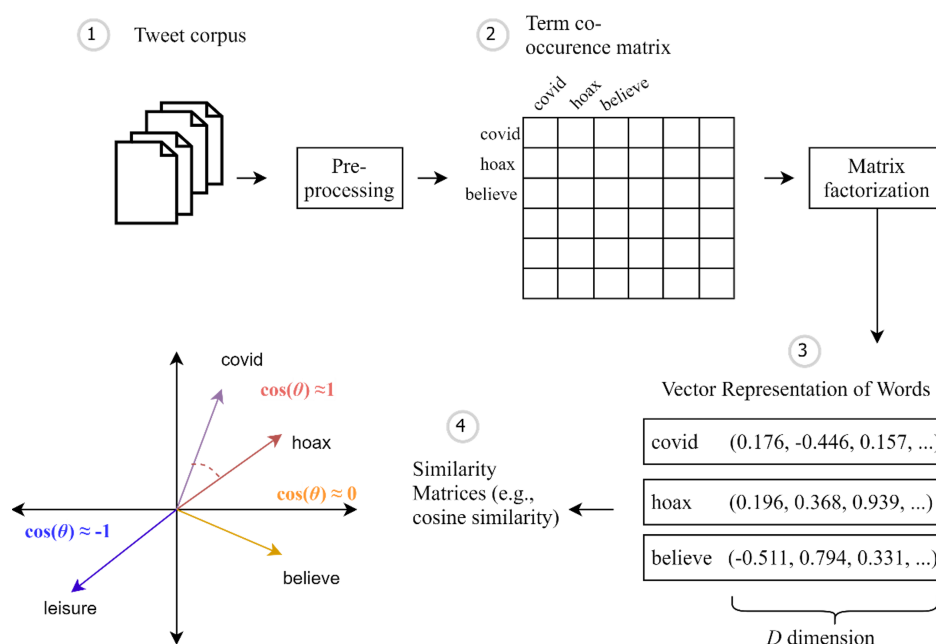 1 Tweet corpus
2 Term co-
occurence matrix
covid hoax believe
covid
hoax
believe
Pre-
processing
Matrix
factorization
3
Vector Representation of Words
covid (0.176, -0.446, 0.157, ...)
hoax (0.196, 0.368, 0.939, ...)
believe (-0.511, 0.794, 0.331, ...)
D dimension
4
Similarity
Matrices (e.g.,
cosine similarity)
covid
cos(θ) ≈1
hoax
cos(θ) ≈ 0
cos(θ) ≈ -1
believe
leisure